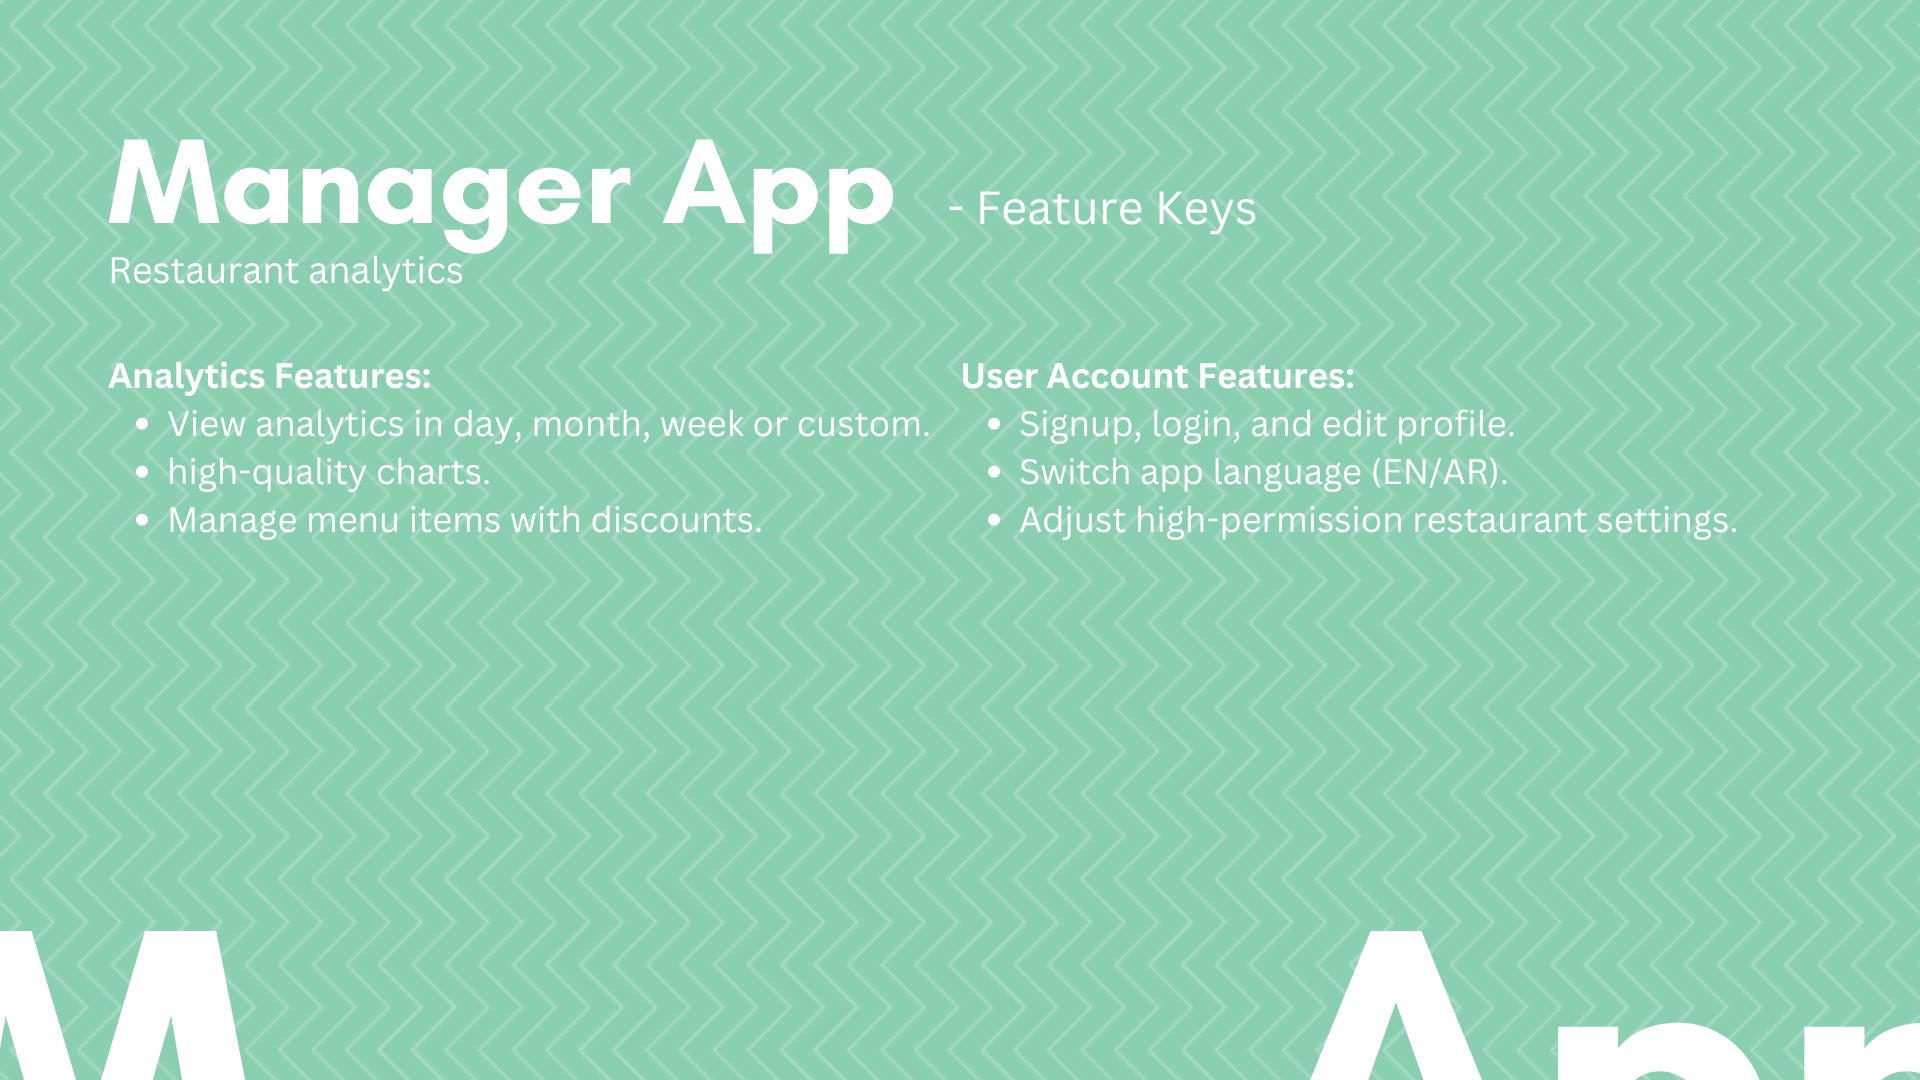 Manager App - Feature Keys
Restaurant analytics
Analytics Features:
• View analytics in day, month, week or custom.
• high-quality charts.
• Manage menu items with discounts.
User Account Features:
• Signup, login, and edit profile.
• Switch app language (EN/AR).
• Adjust high-permission restaurant settings.
M App